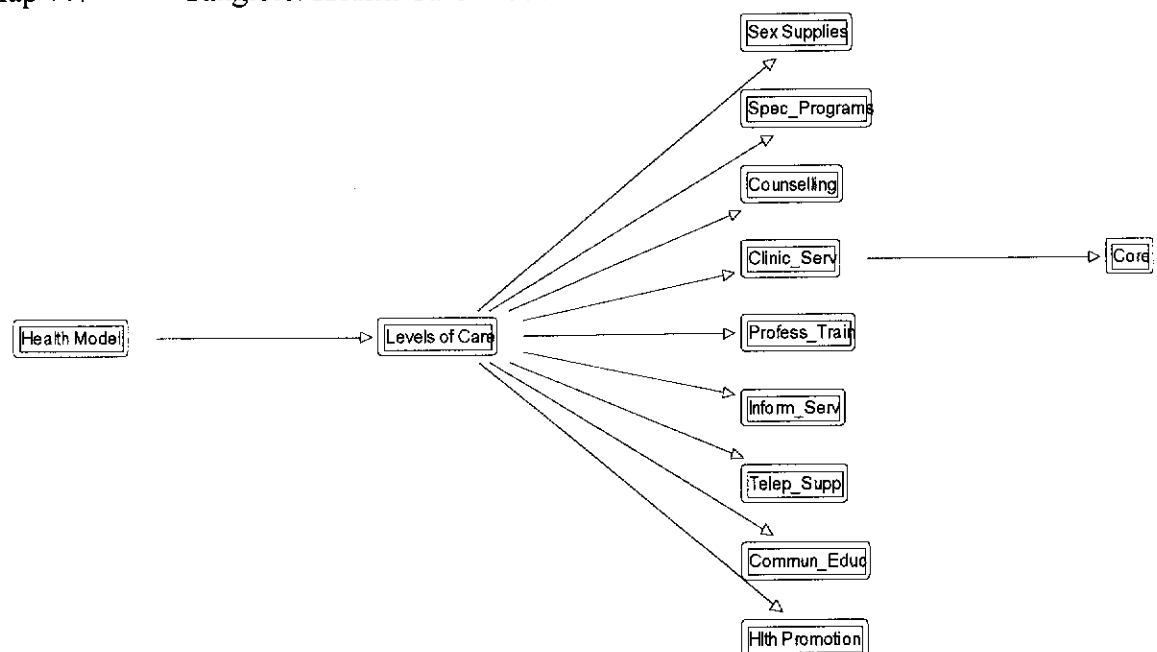 Sex Supplies
Spec_Programs
Counselling
Clinic_Serv
Core
Health Model
Levels of Care
Profess_Train
Inform_Serv
Telep_Supp
Commun_Educ
Hlth Promotion